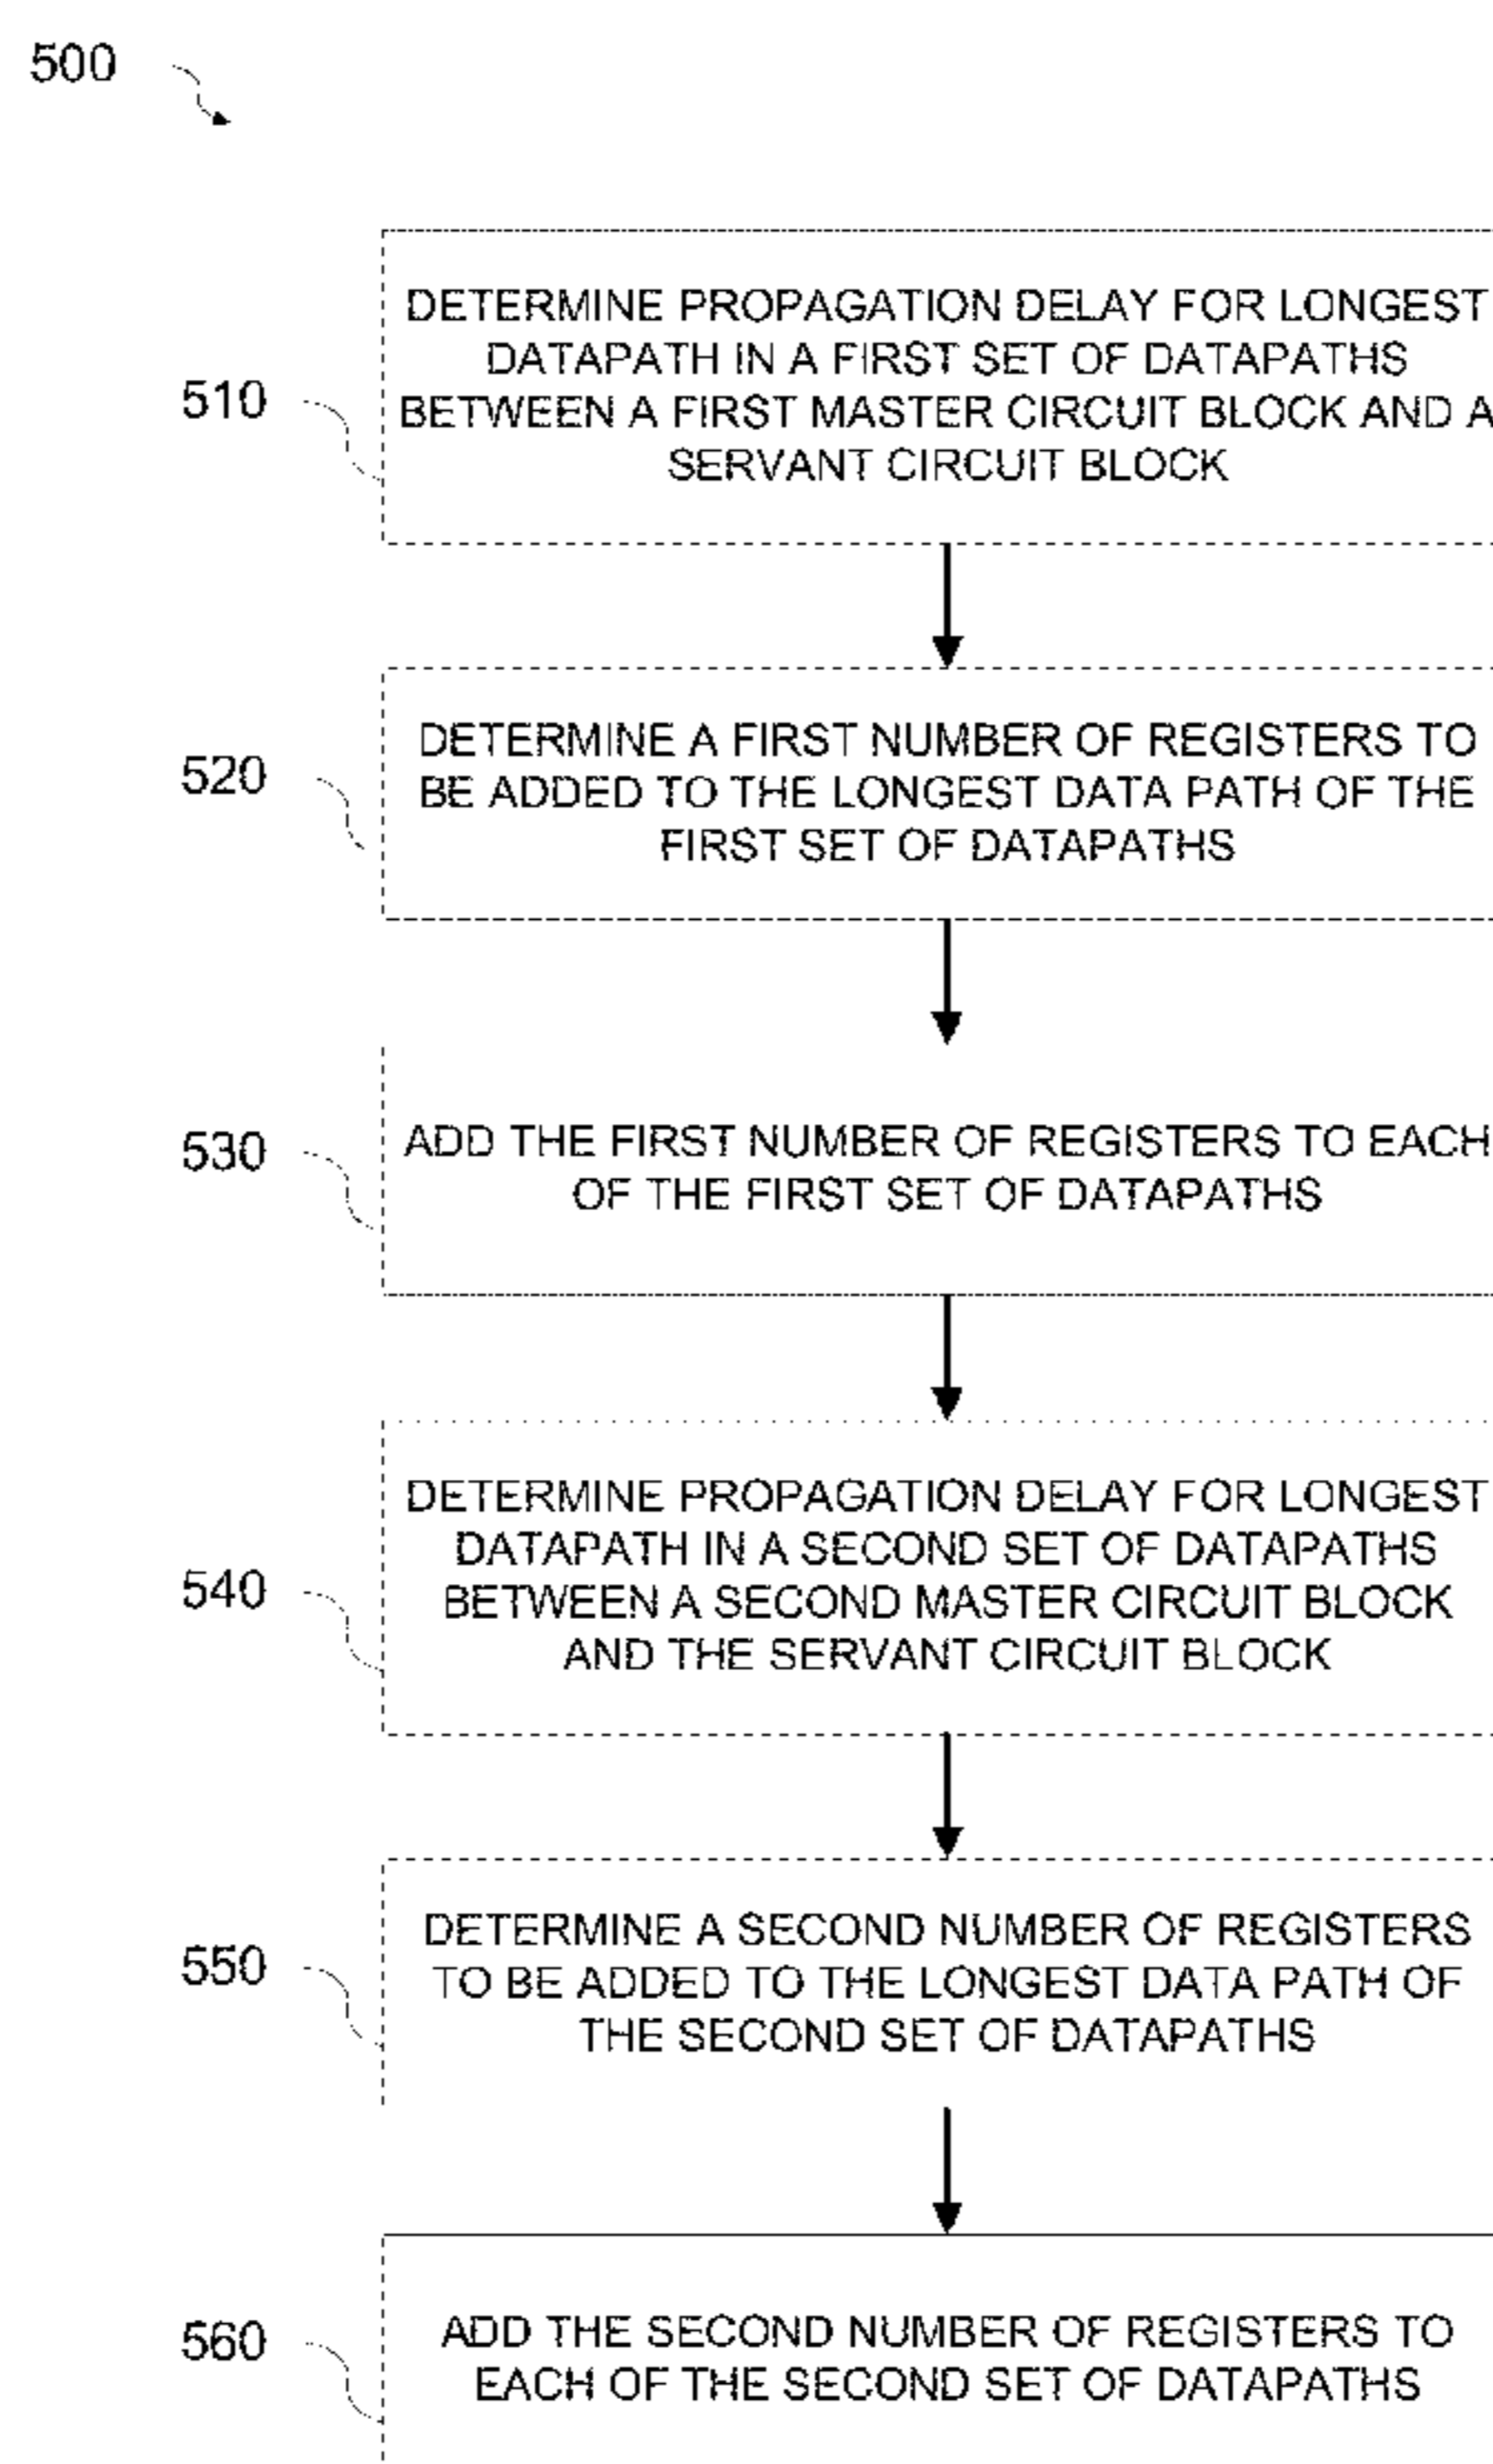 500
DETERMINE PROPAGATION DELAY FOR LONGEST
DATAPATH IN A FIRST SET OF DATAPATHS
BETWEEN A FIRST MASTER CIRCUIT BLOCK AND A
SERVANT CIRCUIT BLOCK
510
DETERMINE A FIRST NUMBER OF REGISTERS TO
BE ADDED TO THE LONGEST DATA PATH OF THE
FIRST SET OF DATAPATHS
520
ADD THE FIRST NUMBER OF REGISTERS TO EACH
OF THE FIRST SET OF DATAPATHS
530
DETERMINE PROPAGATION DELAY FOR LONGEST
DATAPATH IN A SECOND SET OF DATAPATHS
BETWEEN A SECOND MASTER CIRCUIT BLOCK
AND THE SERVANT CIRCUIT BLOCK
540
DETERMINE A SECOND NUMBER OF REGISTERS
TO BE ADDED TO THE LONGEST DATA PATH OF
THE SECOND SET OF DATAPATHS
550
ADD THE SECOND NUMBER OF REGISTERS TO
EACH OF THE SECOND SET OF DATAPATHS
560